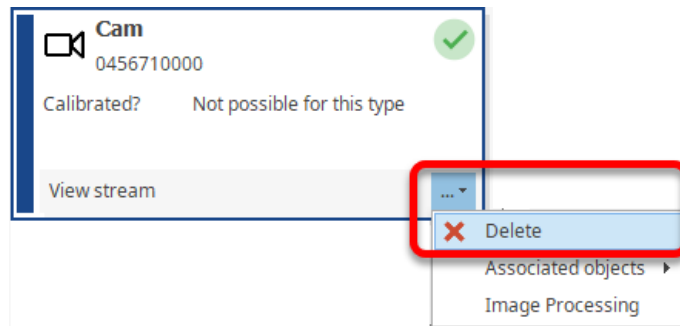 Cam
0456710000
Calibrated? Not possible for this type
View stream
...
Delete
Associated objects
Image Processing